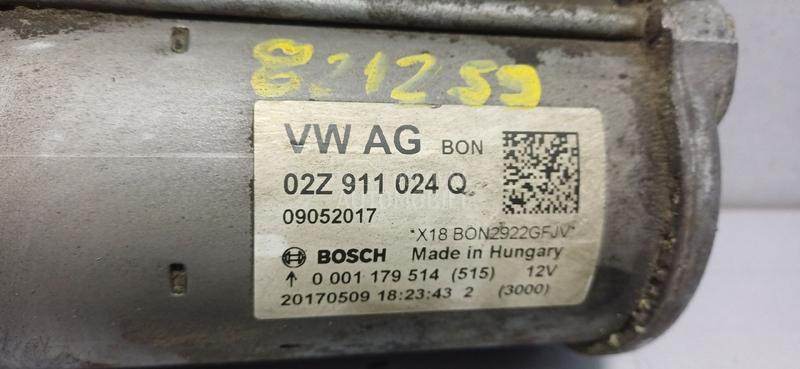 821259
VW AG BON
02Z 911 024 Q
09052017
*X18 BON2922GFJV*
BOSCH Made in Hungary
↑ 0 001 179 514 (515) 12V
20170509 18:23:43 2 (3000)